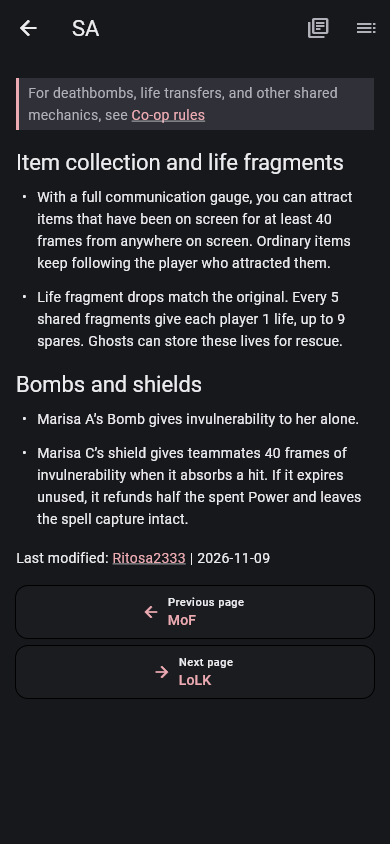 SA
For deathbombs, life transfers, and other shared
mechanics, see Co-op rules
Item collection and life fragments
• With a full communication gauge, you can attract
items that have been on screen for at least 40
frames from anywhere on screen. Ordinary items
keep following the player who attracted them.
• Life fragment drops match the original. Every 5
shared fragments give each player 1 life, up to 9
spares. Ghosts can store these lives for rescue.
Bombs and shields
• Marisa A's Bomb gives invulnerability to her alone.
• Marisa C's shield gives teammates 40 frames of
invulnerability when it absorbs a hit. If it expires
unused, it refunds half the spent Power and leaves
the spell capture intact.
Last modified: Ritosa2333 | 2026-11-09
Previous page
MoF
Next page
LoLK